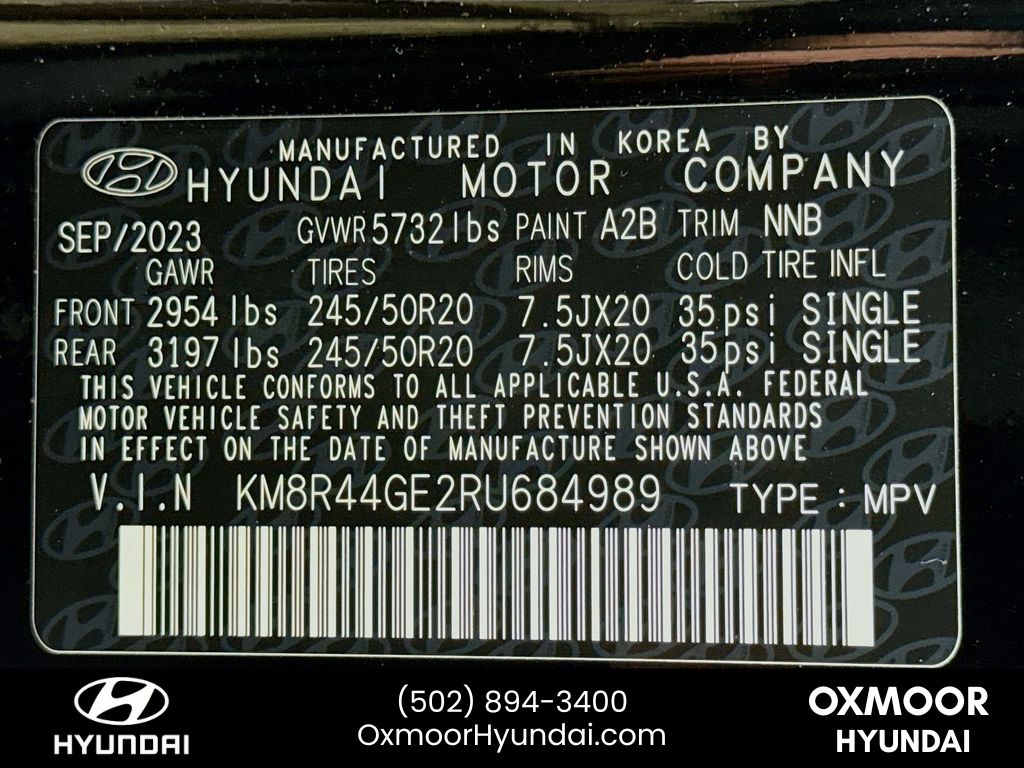 MANUFACTURED IN KOREA BY
HYUNDAI MOTOR COMPANY
SEP/2023 GVWR 5732 lbs PAINT A2B TRIM NNB
GAWR TIRES RIMS COLD TIRE INFL
FRONT 2954 lbs 245/50R20 7.5JX20 35psi SINGLE
REAR 3197 lbs 245/50R20 7.5JX20 35psi SINGLE
THIS VEHICLE CONFORMS TO ALL APPLICABLE U.S.A. FEDERAL
MOTOR VEHICLE SAFETY AND THEFT PREVENTION STANDARDS
IN EFFECT ON THE DATE OF MANUFACTURE SHOWN ABOVE
V.I.N KM8R44GE2RU684989 TYPE : MPV
HYUNDAI
(502) 894-3400
OxmoorHyundai.com
OXMOOR
HYUNDAI